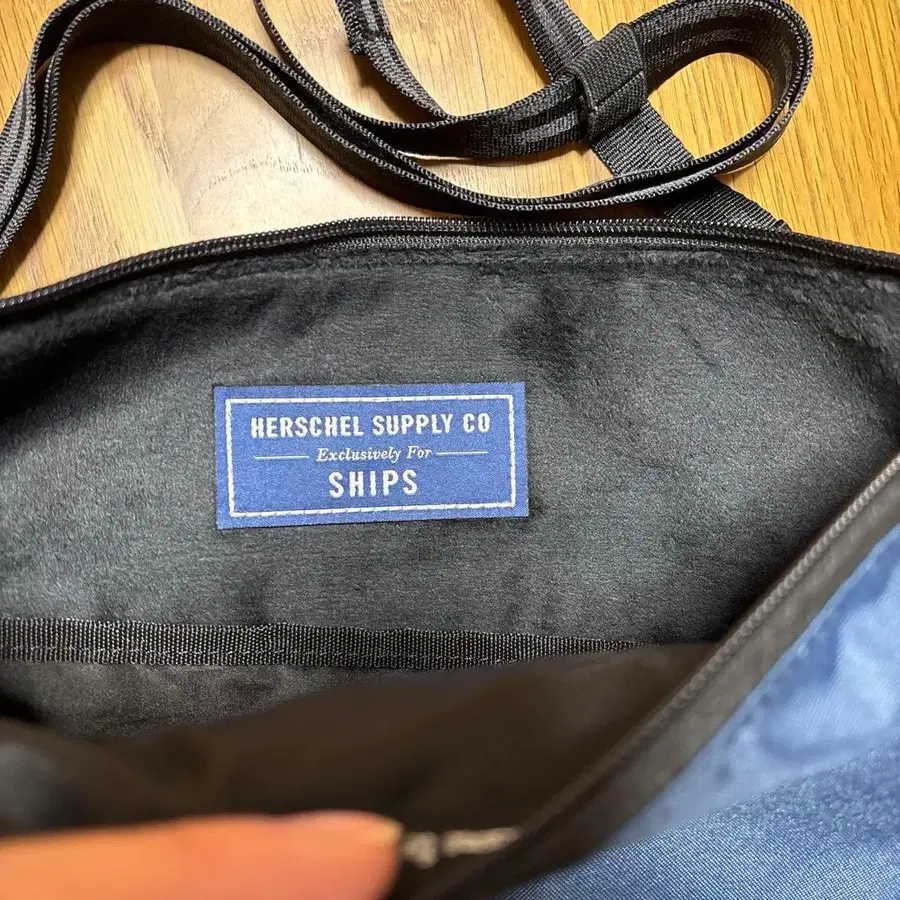 HERSCHEL SUPPLY CO
Exclusively For
SHIPS